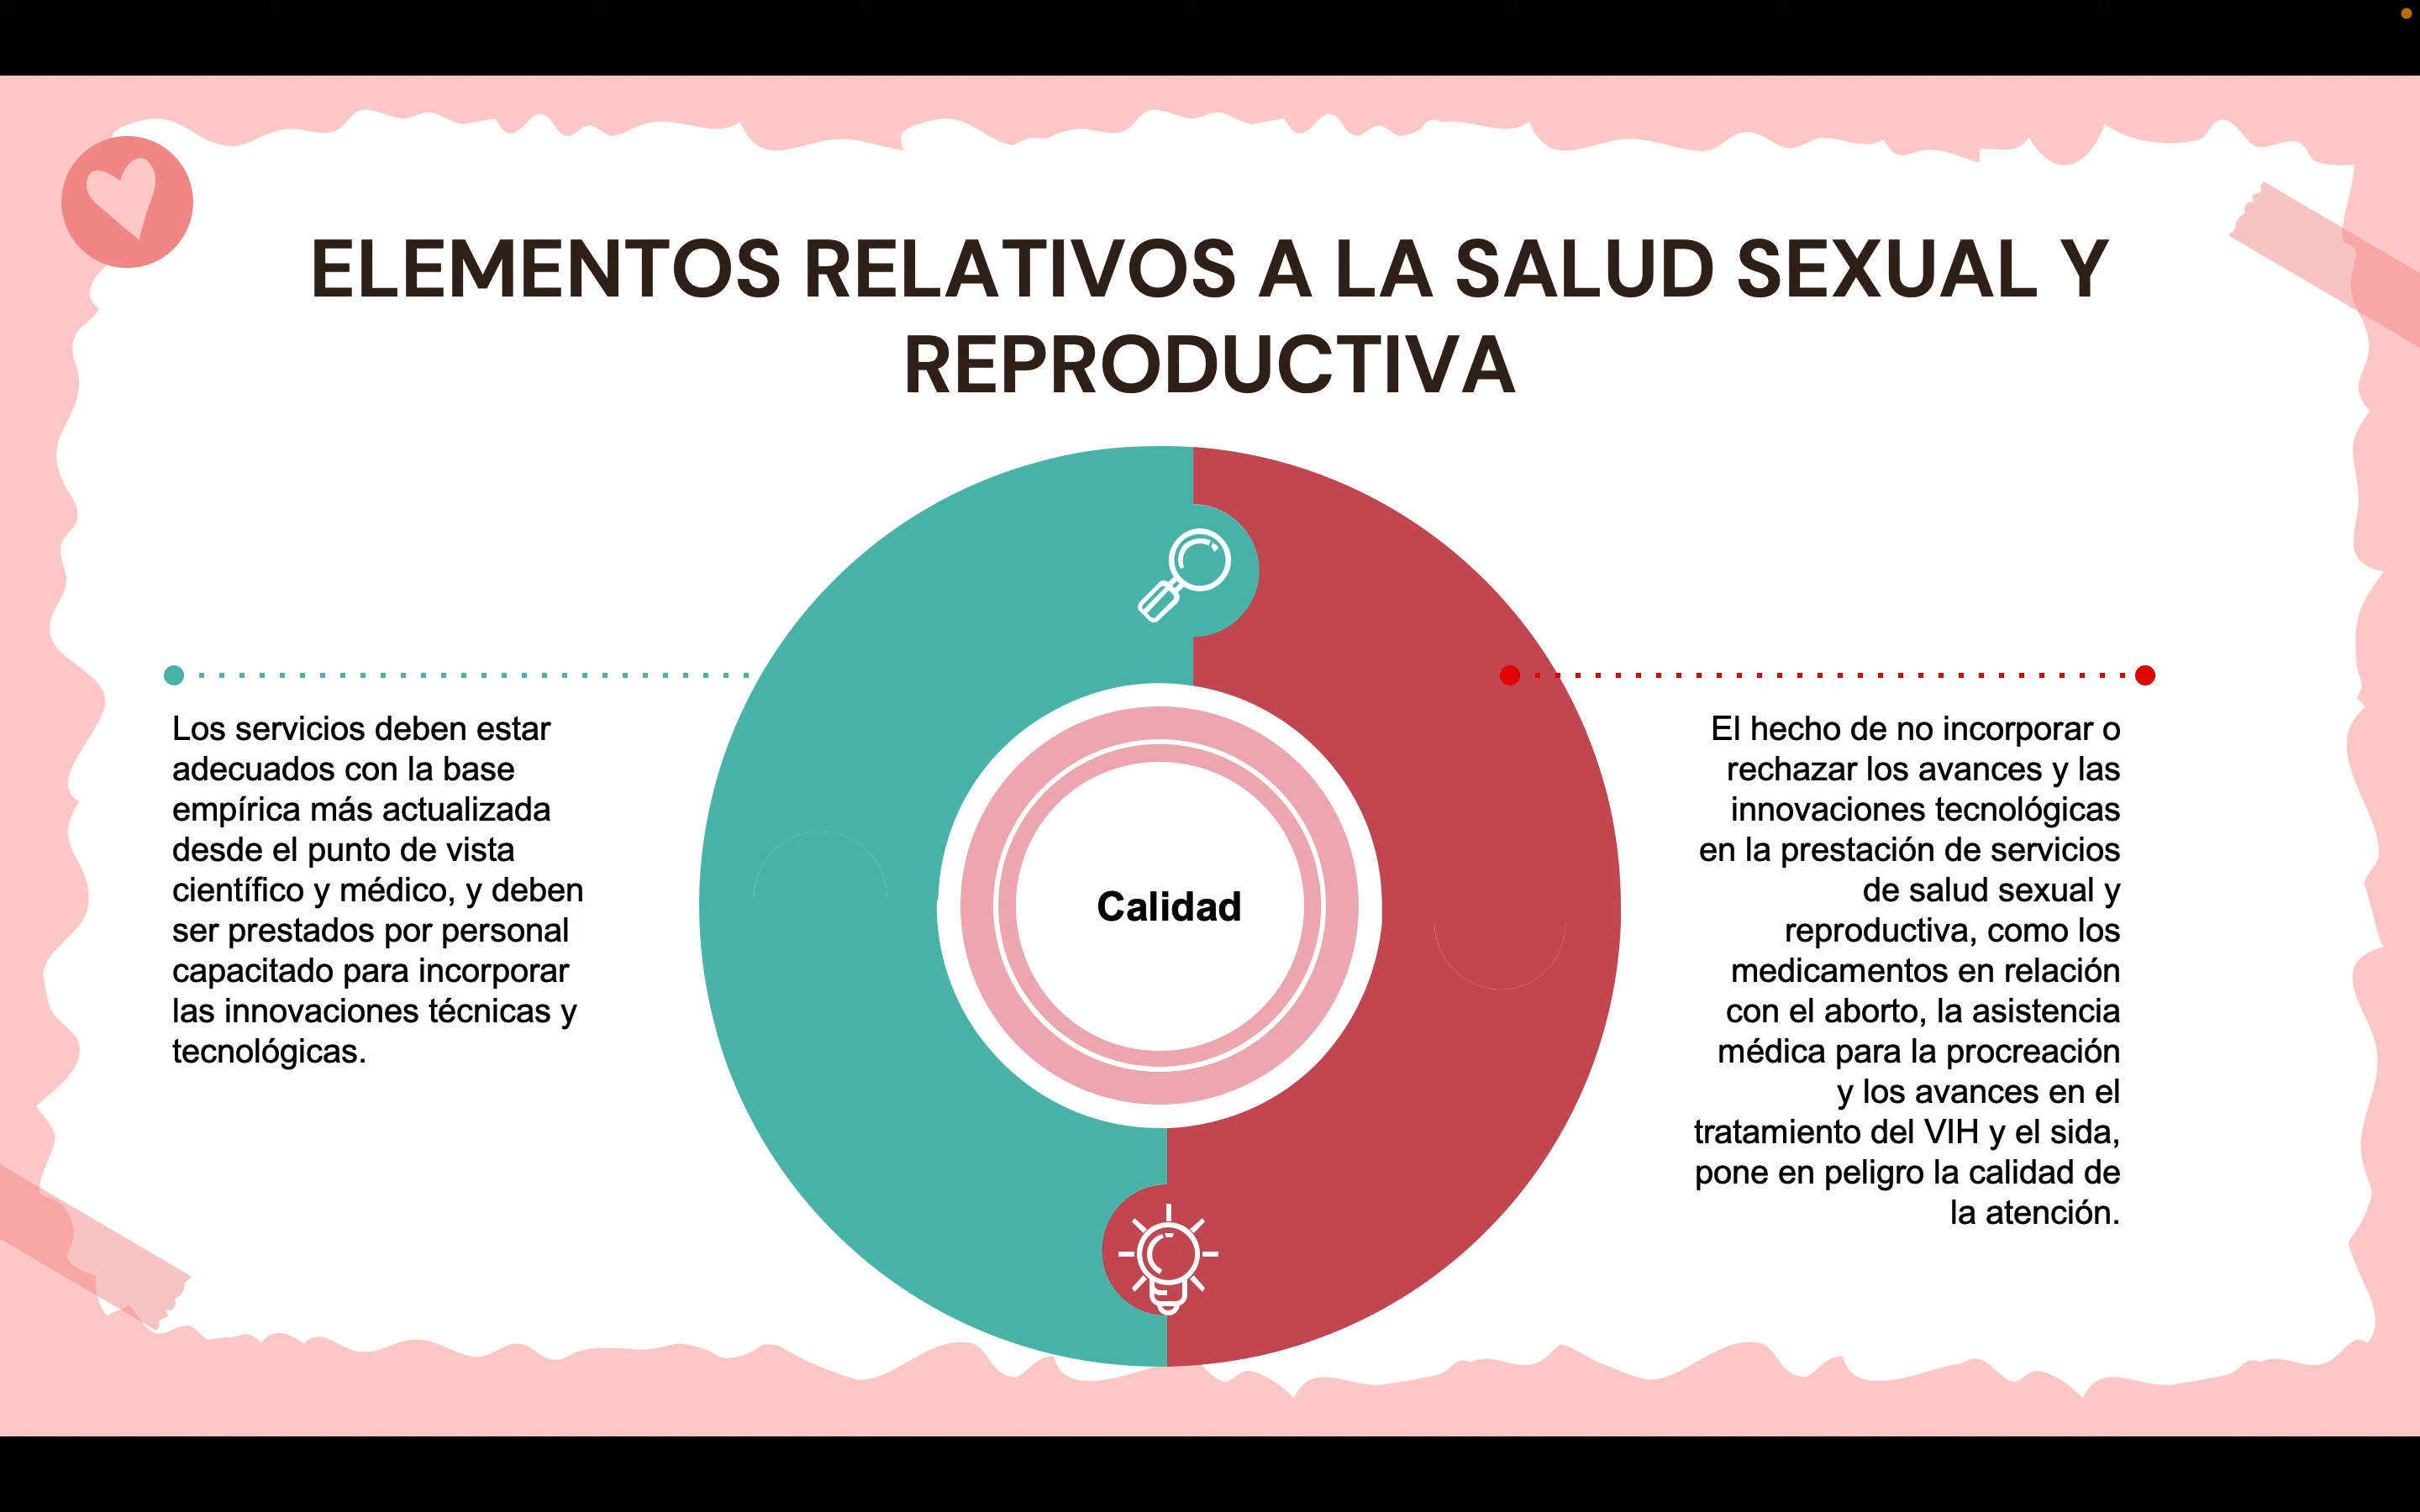 ELEMENTOS RELATIVOS A LA SALUD SEXUAL Y
REPRODUCTIVA
Los servicios deben estar
adecuados con la base
empírica más actualizada
desde el punto de vista
científico y médico, y deben
ser prestados por personal
capacitado para incorporar
las innovaciones técnicas y
tecnológicas.
Calidad
El hecho de no incorporar o
rechazar los avances y las
innovaciones tecnológicas
en la prestación de servicios
de salud sexual y
reproductiva, como los
medicamentos en relación
con el aborto, la asistencia
médica para la procreación
y los avances en el
tratamiento del VIH y el sida,
pone en peligro la calidad de
la atención.